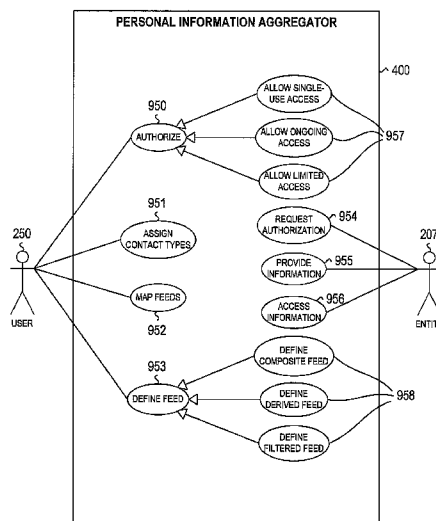 PERSONAL INFORMATION AGGREGATOR
400
950
AUTHORIZE
ALLOW SINGLE-
USE ACCESS
ALLOW ONGOING
ACCESS
957
ALLOW LIMITED
ACCESS
951
ASSIGN
CONTACT TYPES
REQUEST
AUTHORIZATION
954
250
USER
PROVIDE
INFORMATION
955
207
ENTIT
MAP FEEDS
952
ACCESS
INFORMATION
956
953
DEFINE FEED
DEFINE
COMPOSITE FEED
DEFINE
DERIVED FEED
958
DEFINE
FILTERED FEED